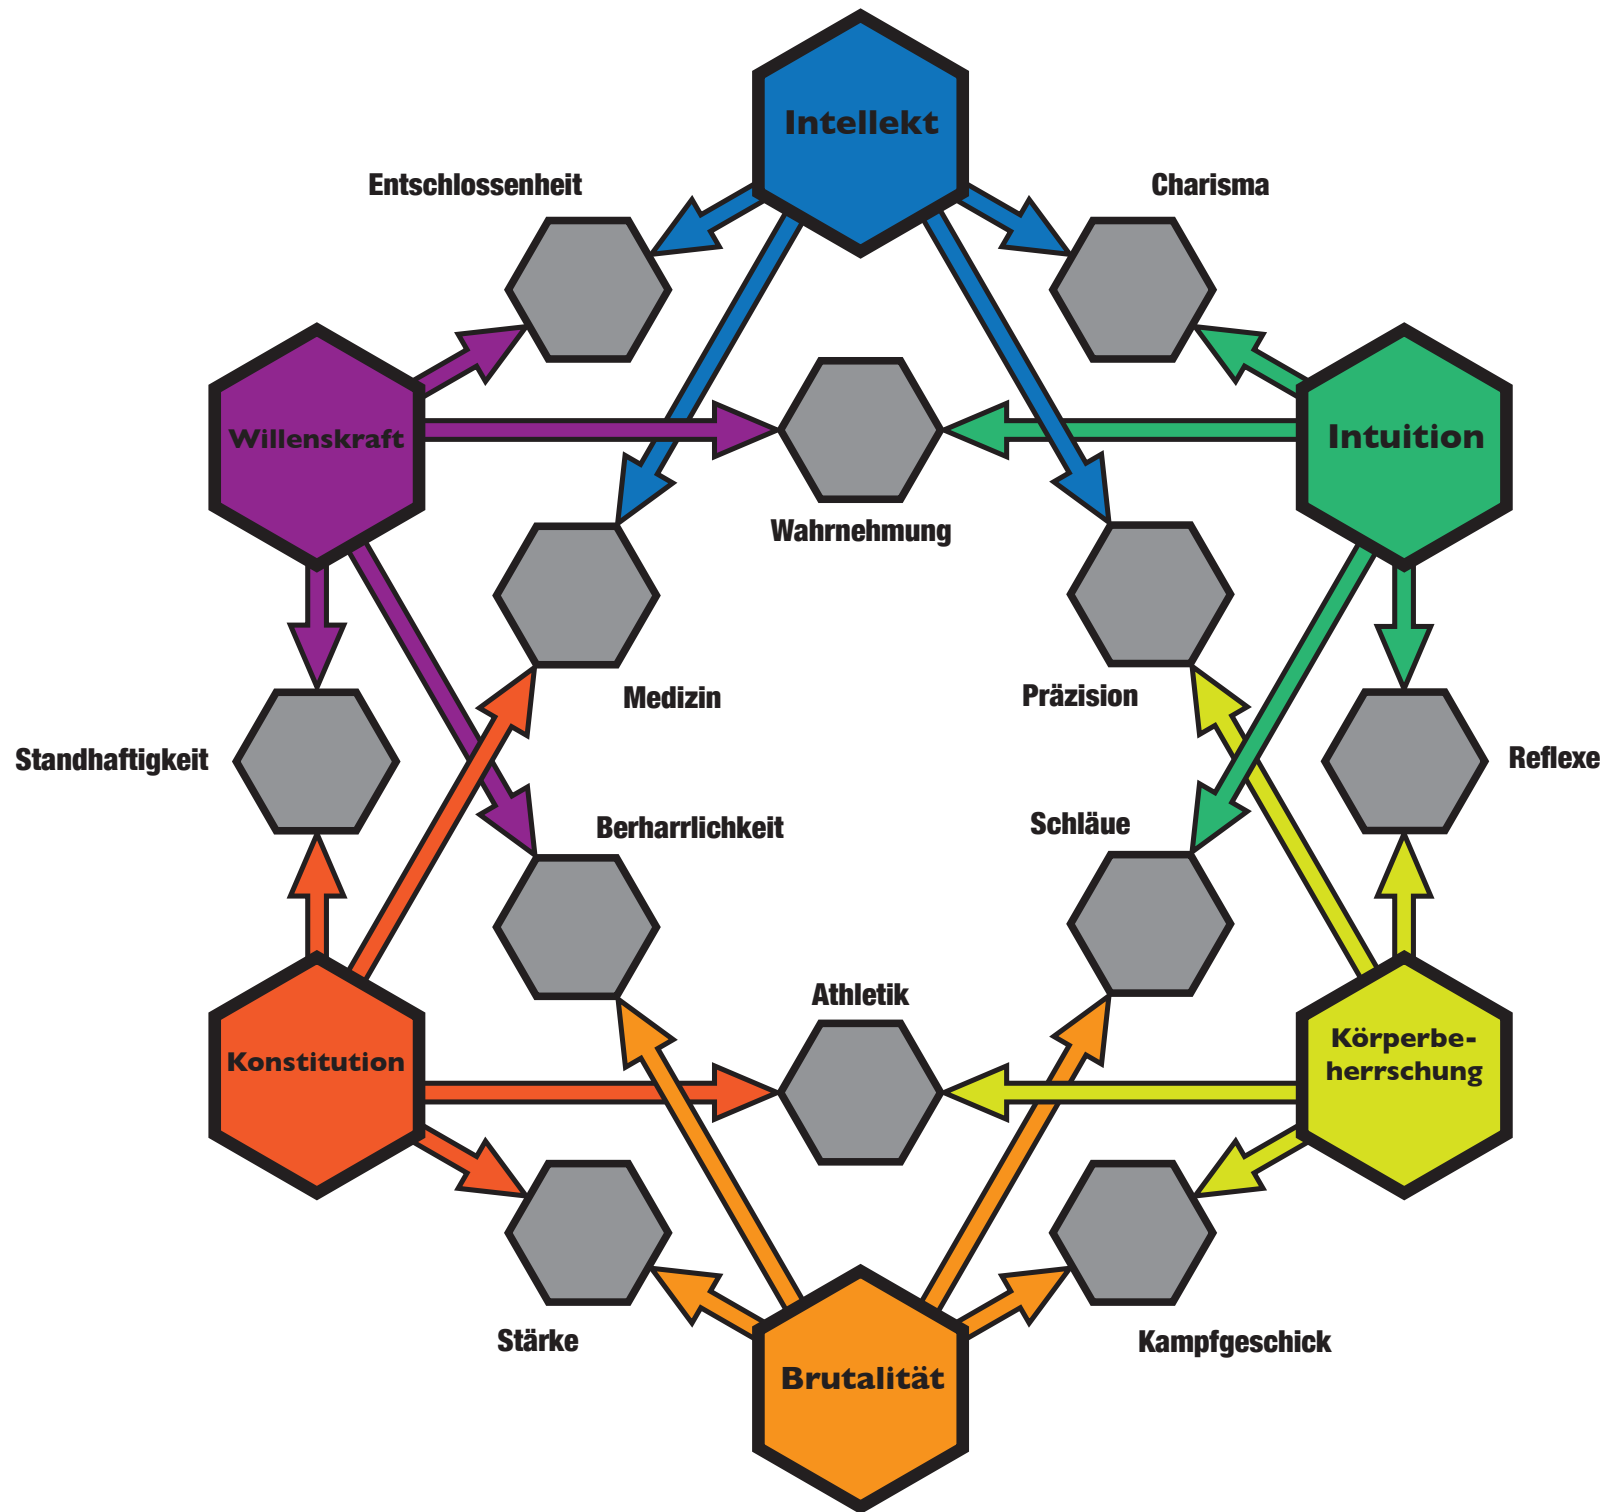 Intellekt
Entschlossenheit
Charisma
Willenskraft
Intuition
Wahrnehmung
Medizin
Präzision
Standhaftigkeit
Reflexe
Berharrlichkeit
Schläue
Athletik
Konstitution
Körperbe-
herrschung
Stärke
Kampfgeschick
Brutalität